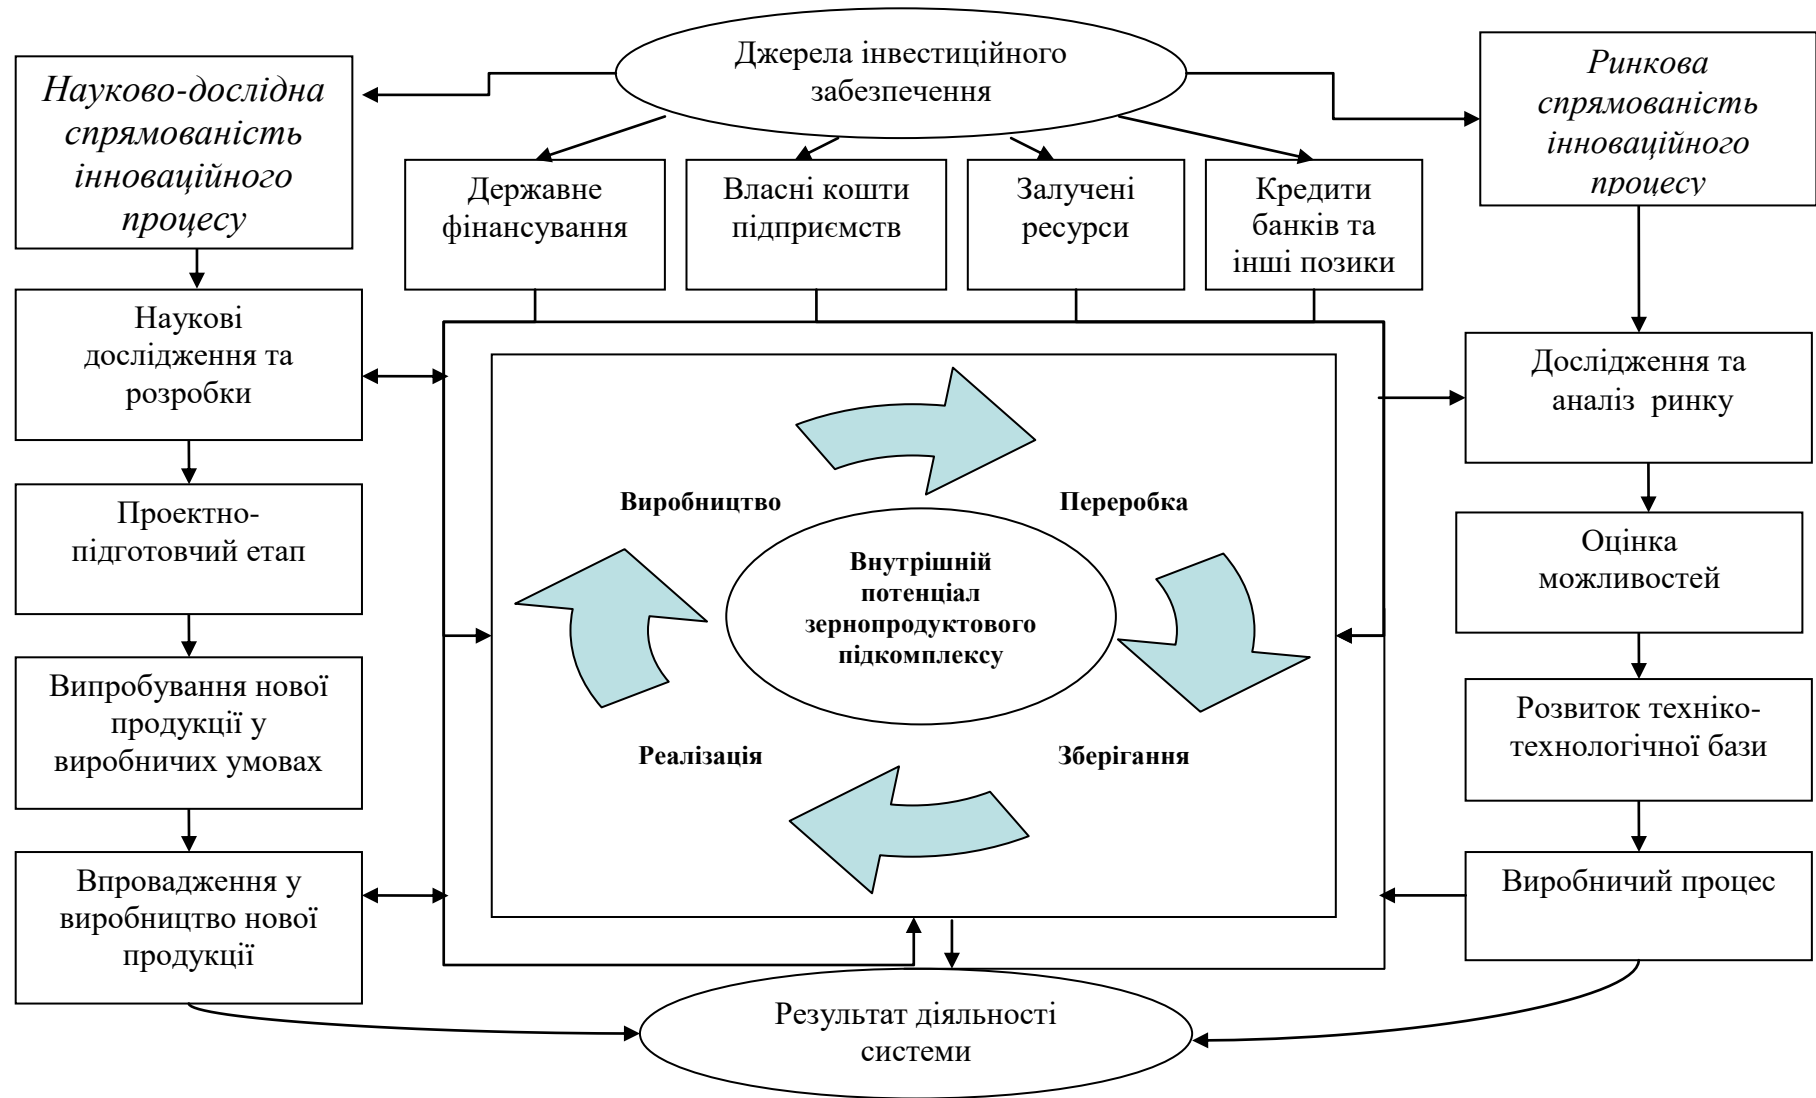 Джерела інвестиційного
забезпечення
Науково-дослідна
спрямованість
інноваційного
процесу
Ринкова
спрямованість
інноваційного
процесу
Державне
фінансування
Власні кошти
підприємств
Залучені
ресурси
Кредити
банків та
інші позики
Наукові
дослідження та
розробки
Проектно-
підготовчий етап
Випробування нової
продукції у
виробничих умовах
Впровадження у
виробництво нової
продукції
Виробництво
Переробка
Внутрішній
потенціал
зернопродуктового
підкомплексу
Реалізація
Зберігання
Дослідження та
аналіз ринку
Оцінка
можливостей
Розвиток техніко-
технологічної бази
Виробничий процес
Результат діяльності
системи